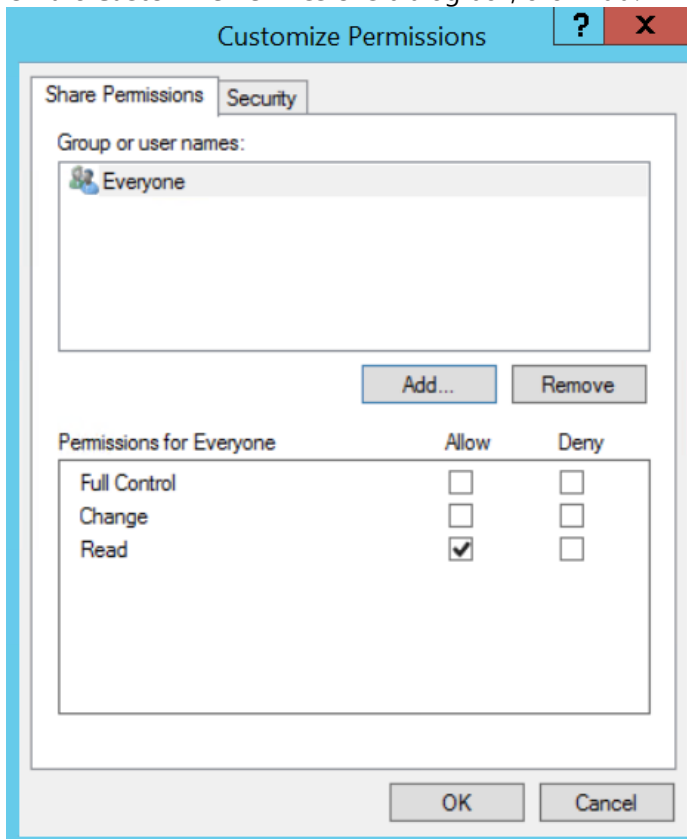 Customize Permissions
? X
Share Permissions Security
Group or user names:
Everyone
Add... Remove
Permissions for Everyone Allow Deny
Full Control
Change
Read
OK Cancel